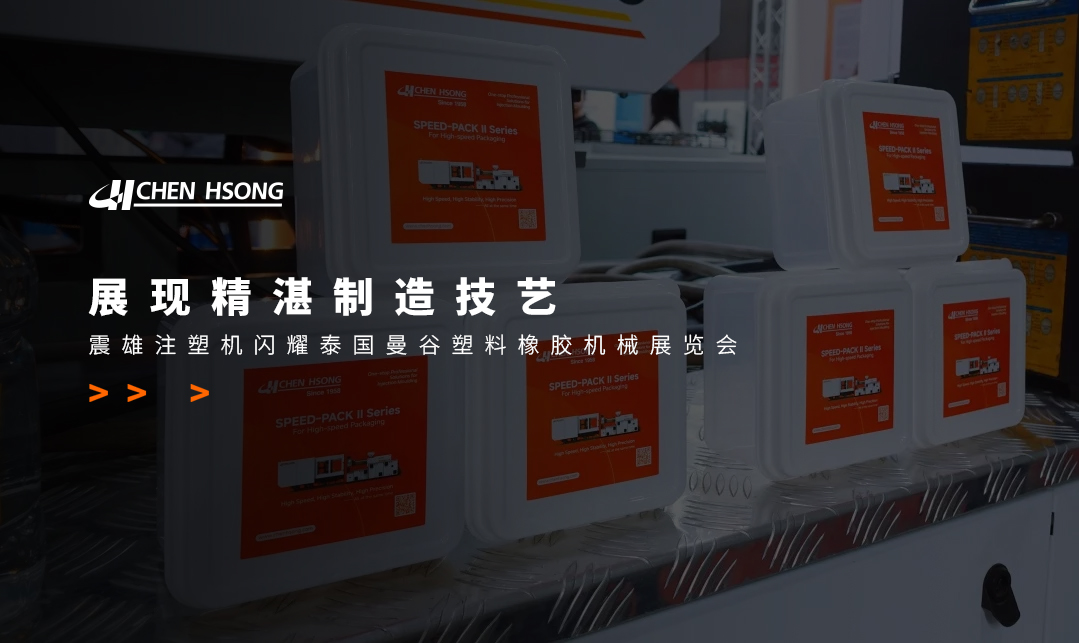 CHEN HSONG
展现精湛制造技艺
震雄注塑机闪耀泰国曼谷塑料橡胶机械展览会
> > >
CHEN HSONG
Since 1958
SPEED-PACK II Series
For High-speed Packaging
High Speed, High Stability, High Precision
CHEN HSONG
SPEED-PACK II Series
For High-speed Packaging
CHEN HSONG
Since 1958
SPEED-PACK II Series
For High-speed Packaging
High Speed, High Stability, High Precision
Since 1958
SPEED-PACK II Series
For High-speed Packaging
High Speed, High Stability, High Precision
CHEN HSONG
SPEED-PACK II Series
For High-speed Packaging
CHEN HSONG
SPEED-PACK II Series
For High-speed Packaging